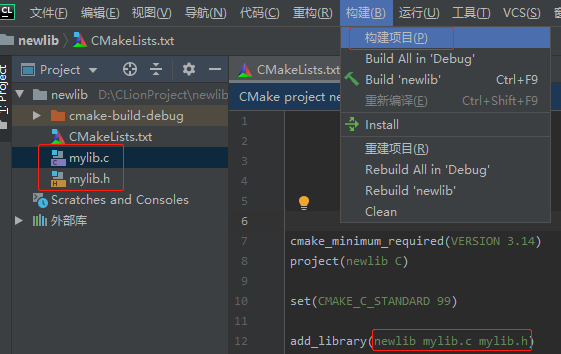 CL 文件(F) 编辑(E) 视图(V) 导航(N) 代码(C) 重构(R) 构建(B) 运行(U) 工具(T) VCS(S)
newlib CMakeLists.txt
构建项目(P)
Build All in 'Debug'
Build 'newlib' Ctrl+F9
重新编译(E) Ctrl+Shift+F9
Install
重建项目(R)
Rebuild All in 'Debug'
Rebuild 'newlib'
Clean
1: Project
Project
newlib D:\CLionProject\newlib
cmake-build-debug
CMakeLists.txt
mylib.c
mylib.h
Scratches and Consoles
外部库
CMakeLists.txt
CMake project
1
2
3
4
5
6
7 cmake_minimum_required(VERSION 3.14)
8 project(newlib C)
9
10 set(CMAKE_C_STANDARD 99)
11
12 add_library(newlib mylib.c mylib.h)